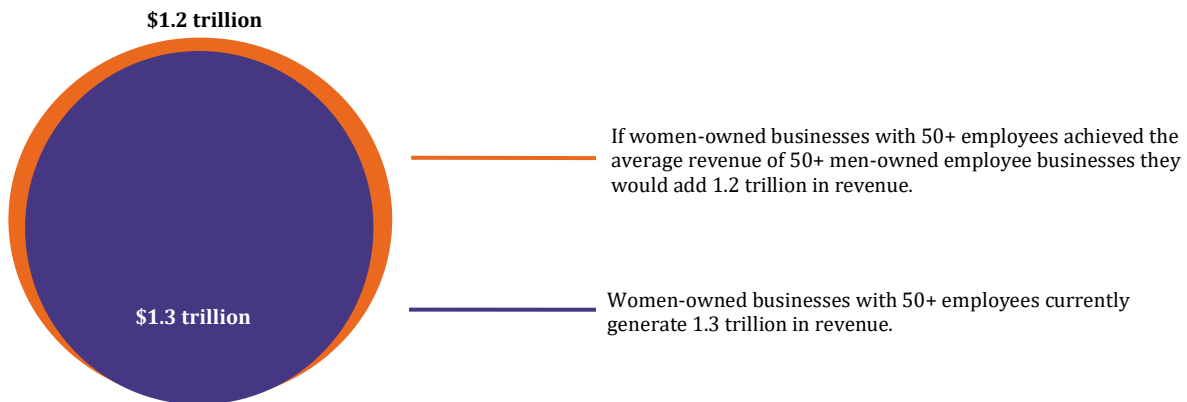 $1.2 trillion
If women-owned businesses with 50+ employees achieved the
average revenue of 50+ men-owned employee businesses they
would add 1.2 trillion in revenue.
$1.3 trillion
Women-owned businesses with 50+ employees currently
generate 1.3 trillion in revenue.